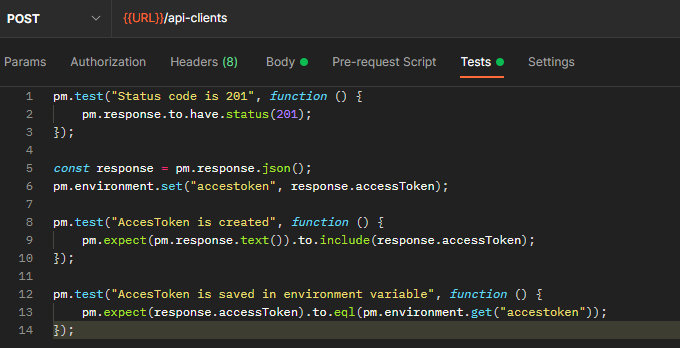 POST {{URL}}/api-clients
Params Authorization Headers (8) Body Pre-request Script Tests Settings
1 pm.test("Status code is 201", function () {
2 pm.response.to.have.status(201);
3 });
4
5 const response = pm.response.json();
6 pm.environment.set("accestoken", response.accessToken);
7
8 pm.test("AccesToken is created", function () {
9 pm.expect(pm.response.text()).to.include(response.accessToken);
10 });
11
12 pm.test("AccesToken is saved in environment variable", function () {
13 pm.expect(response.accessToken).to.eql(pm.environment.get("accestoken"));
14 });